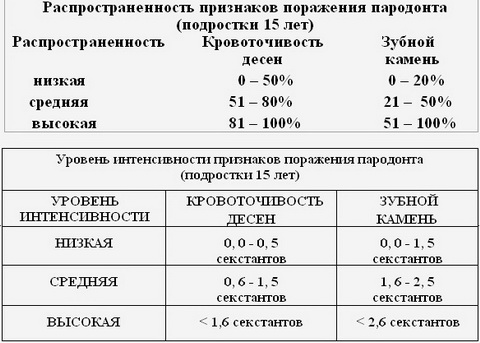 Распространенность признаков поражения пародонта
(подростки 15 лет)
Распространенность Кровоточивость Зубной
десен камень
низкая 0 – 50% 0 – 20%
средняя 51 – 80% 21 – 50%
высокая 81 – 100% 51 – 100%
Уровень интенсивности признаков поражения пародонта
(подростки 15 лет)
УРОВЕНЬ КРОВОТОЧИВОСТЬ ЗУБНОЙ
ИНТЕНСИВНОСТИ ДЕСЕН КАМЕНЬ
НИЗКАЯ 0, 0 - 0, 5 0, 0 - 1, 5
секстантов секстантов
СРЕДНЯЯ 0, 6 - 1, 5 1, 6 - 2, 5
секстантов секстантов
ВЫСОКАЯ < 1,6 секстантов < 2,6 секстантов